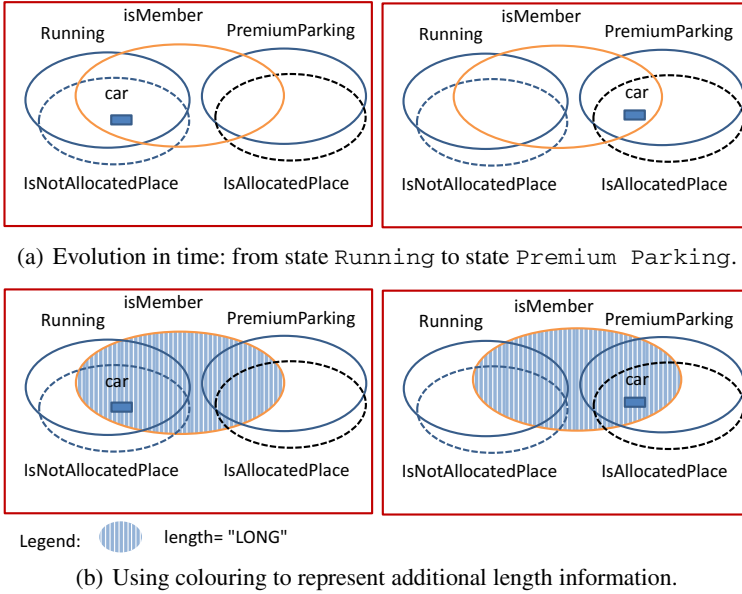 isMember
Running
PremiumParking
car
IsNotAllocatedPlace
IsAllocatedPlace
isMember
Running
PremiumParking
car
IsNotAllocatedPlace
IsAllocatedPlace
(a) Evolution in time: from state Running to state Premium Parking.
isMember
Running
PremiumParking
car
IsNotAllocatedPlace
IsAllocatedPlace
isMember
Running
PremiumParking
car
IsNotAllocatedPlace
IsAllocatedPlace
Legend: length= "LONG"
(b) Using colouring to represent additional length information.